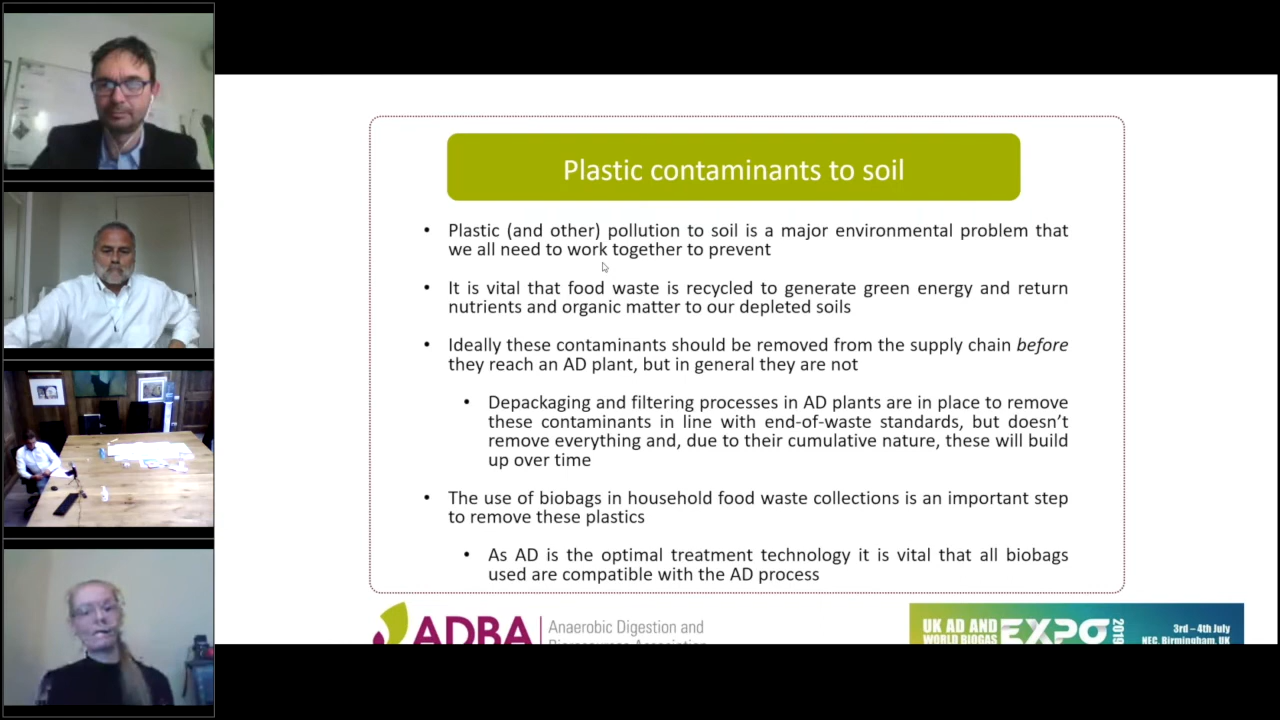 Plastic contaminants to soil
• Plastic (and other) pollution to soil is a major environmental problem that
we all need to work together to prevent
• It is vital that food waste is recycled to generate green energy and return
nutrients and organic matter to our depleted soils
• Ideally these contaminants should be removed from the supply chain before
they reach an AD plant, but in general they are not
• Depackaging and filtering processes in AD plants are in place to remove
these contaminants in line with end-of-waste standards, but doesn't
remove everything and, due to their cumulative nature, these will build
up over time
• The use of biobags in household food waste collections is an important step
to remove these plastics
• As AD is the optimal treatment technology it is vital that all biobags
used are compatible with the AD process
ADBA
Anaerobic Digestion and
UK AD AND
WORLD BIOGAS
EXPO
2019
3rd – 4th July
NEC, Birmingham, UK